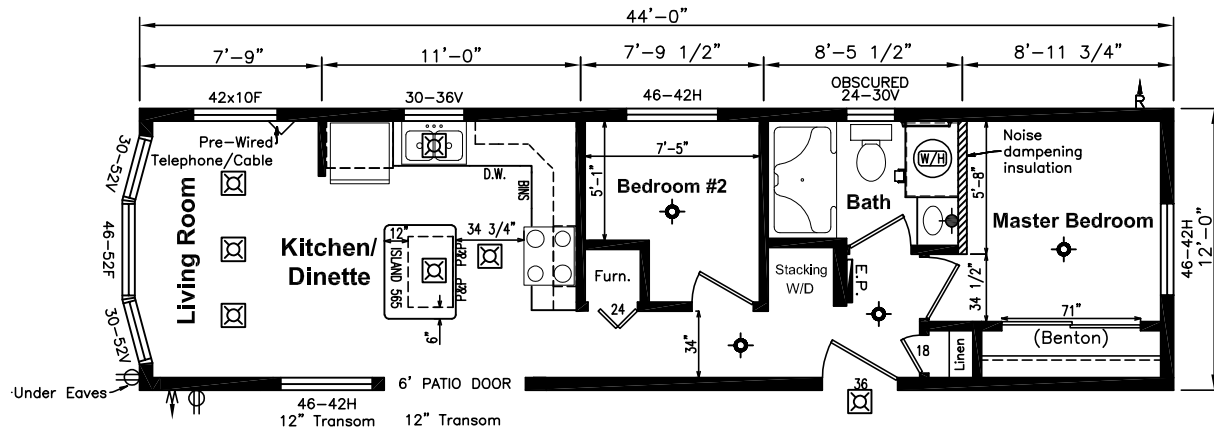 44'-0"
7'-9"
11'-0"
7'-9 1/2"
8'-5 1/2"
8'-11 3/4"
42x10F
30-36V
46-42H
OBSCURED
24-30V
R
Pre-Wired
Telephone/Cable
D.W.
BINS
7'-5"
5'-1"
Bedroom #2
W/H
Bath
Noise
dampening
insulation
5'-8"
Master Bedroom
30-52V
46-52F
30-52V
Living Room
Kitchen/
Dinette
12"
34 3/4"
ISLAND 565
P&P
P&P
6"
Furn.
24
34"
Stacking
W/D
E.P.
34 1/2"
71"
(Benton)
18
Linen
36
46-42H
12'-0"
Under Eaves
W
46-42H
12" Transom
6' PATIO DOOR
12" Transom